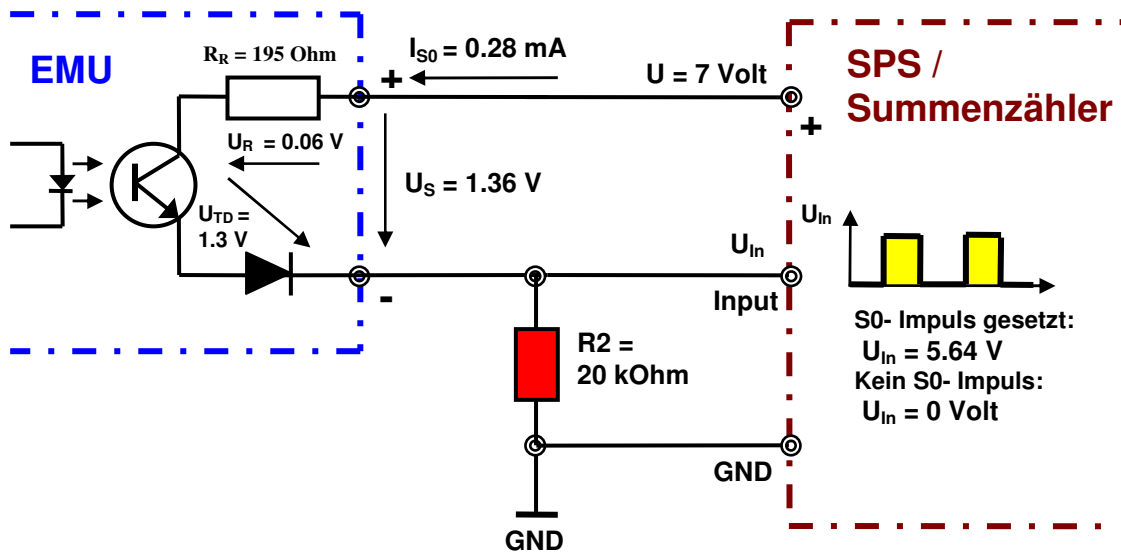 EMU
R_R = 195 Ohm
I_S0 = 0.28 mA
U = 7 Volt
SPS /
Summenzähler
+
+
U_R = 0.06 V
U_S = 1.36 V
U_TD =
1.3 V
U_In
U_In
-
Input
R2 =
20 kOhm
S0- Impuls gesetzt:
U_In = 5.64 V
Kein S0- Impuls:
U_In = 0 Volt
GND
GND